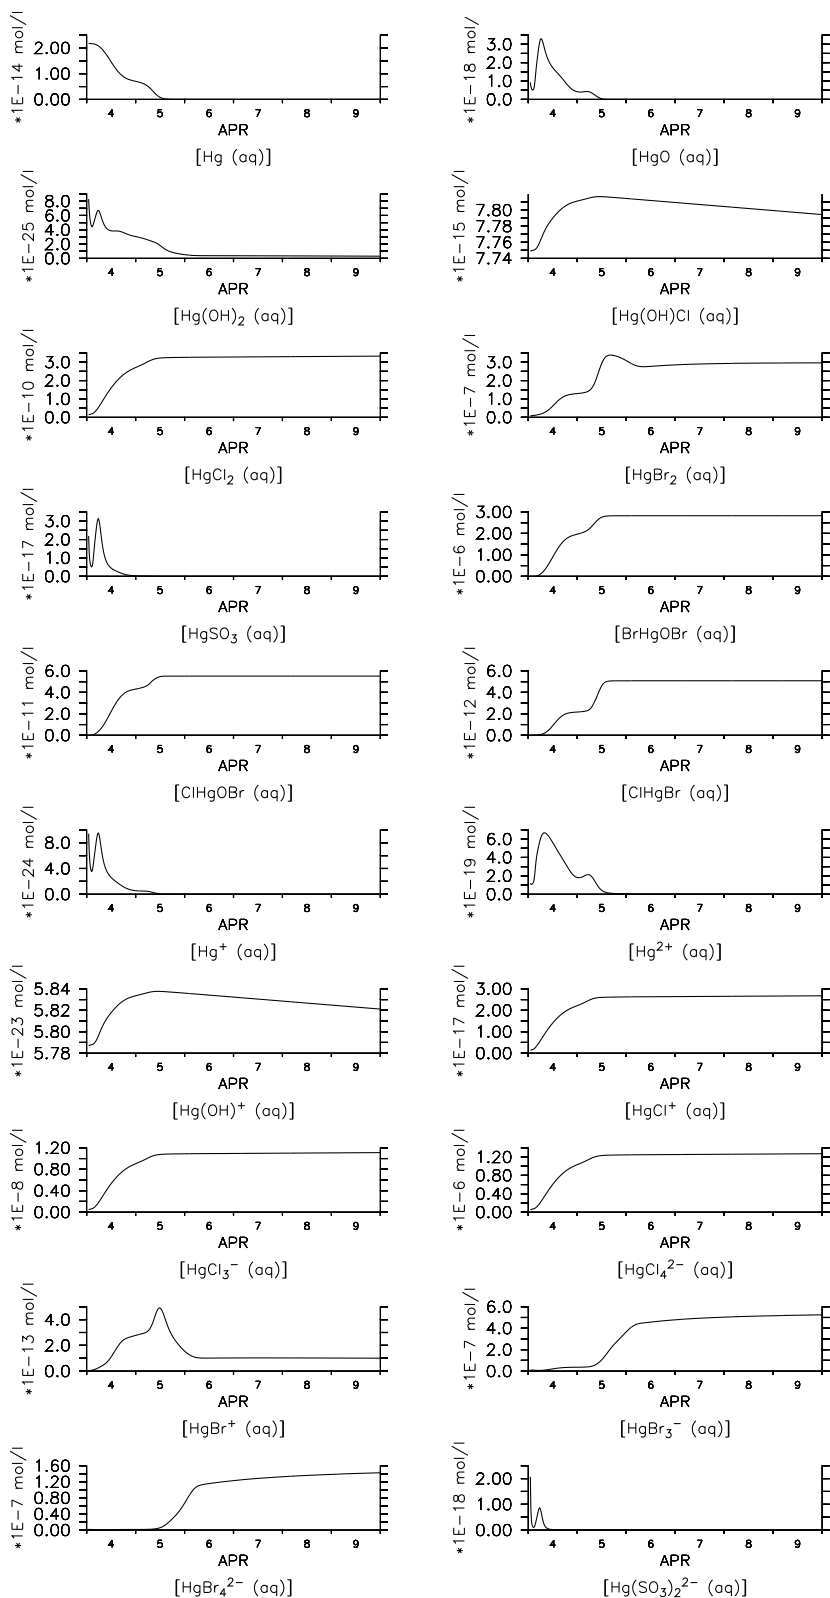 *1E−14 mol/l
2.00
1.00
0.00
4 5 6 7 8 9
APR
[Hg (aq)]
*1E−18 mol/l
3.0
2.0
1.0
0.0
4 5 6 7 8 9
APR
[HgO (aq)]
*1E−25 mol/l
8.0
6.0
4.0
2.0
0.0
4 5 6 7 8 9
APR
[Hg(OH)₂ (aq)]
*1E−15 mol/l
7.80
7.78
7.76
7.74
4 5 6 7 8 9
APR
[Hg(OH)Cl (aq)]
*1E−10 mol/l
3.0
2.0
1.0
0.0
4 5 6 7 8 9
APR
[HgCl₂ (aq)]
*1E−7 mol/l
3.0
2.0
1.0
0.0
4 5 6 7 8 9
APR
[HgBr₂ (aq)]
*1E−17 mol/l
3.0
2.0
1.0
0.0
4 5 6 7 8 9
APR
[HgSO₃ (aq)]
*1E−6 mol/l
3.00
2.00
1.00
0.00
4 5 6 7 8 9
APR
[BrHgOBr (aq)]
*1E−11 mol/l
6.0
4.0
2.0
0.0
4 5 6 7 8 9
APR
[ClHgOBr (aq)]
*1E−12 mol/l
6.0
4.0
2.0
0.0
4 5 6 7 8 9
APR
[ClHgBr (aq)]
*1E−24 mol/l
8.0
4.0
0.0
4 5 6 7 8 9
APR
[Hg⁺ (aq)]
*1E−19 mol/l
6.0
4.0
2.0
0.0
4 5 6 7 8 9
APR
[Hg²⁺ (aq)]
*1E−23 mol/l
5.84
5.82
5.80
5.78
4 5 6 7 8 9
APR
[Hg(OH)⁺ (aq)]
*1E−17 mol/l
3.00
2.00
1.00
0.00
4 5 6 7 8 9
APR
[HgCl⁺ (aq)]
*1E−8 mol/l
1.20
0.80
0.40
0.00
4 5 6 7 8 9
APR
[HgCl₃⁻ (aq)]
*1E−6 mol/l
1.20
0.80
0.40
0.00
4 5 6 7 8 9
APR
[HgCl₄²⁻ (aq)]
*1E−13 mol/l
4.0
2.0
0.0
4 5 6 7 8 9
APR
[HgBr⁺ (aq)]
*1E−7 mol/l
6.0
4.0
2.0
0.0
4 5 6 7 8 9
APR
[HgBr₃⁻ (aq)]
*1E−7 mol/l
1.60
1.20
0.80
0.40
0.00
4 5 6 7 8 9
APR
[HgBr₄²⁻ (aq)]
*1E−18 mol/l
2.00
1.00
0.00
4 5 6 7 8 9
APR
[Hg(SO₃)₂²⁻ (aq)]